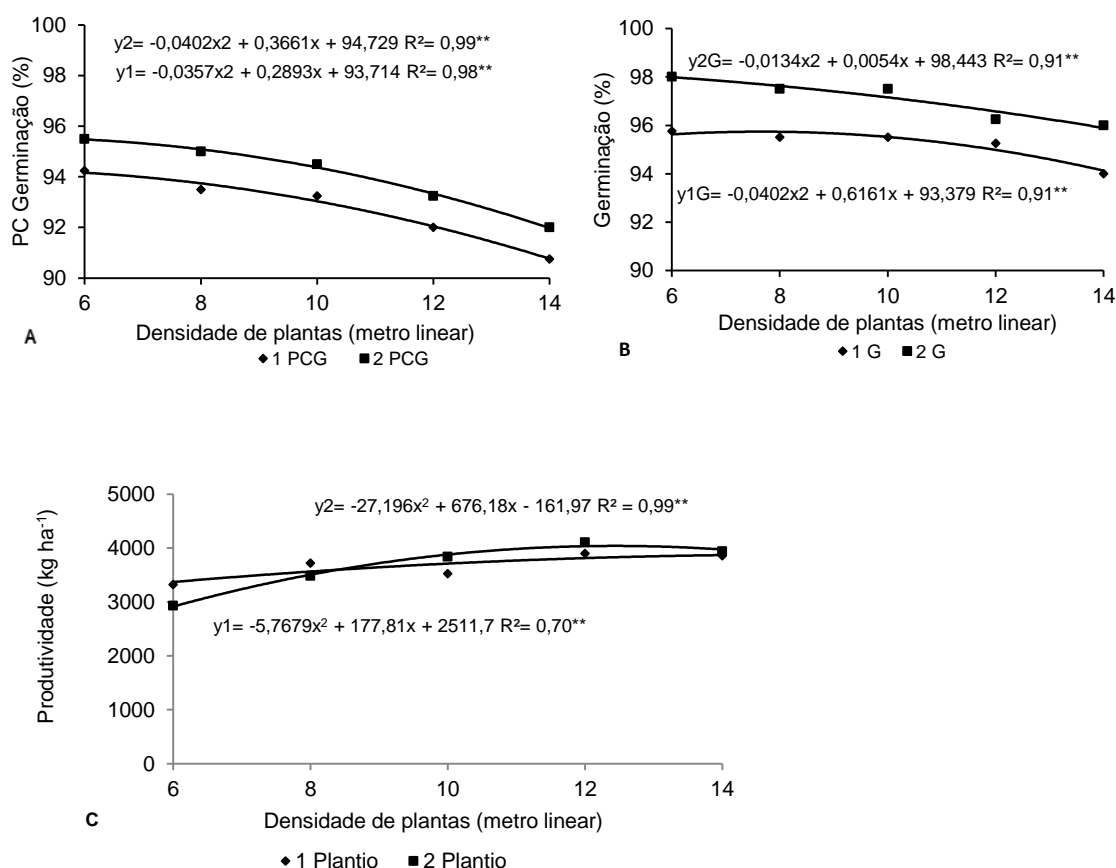 100
98
96
94
92
90
PC Germinação (%)
y2= -0,0402x2 + 0,3661x + 94,729 R²= 0,99**
y1= -0,0357x2 + 0,2893x + 93,714 R²= 0,98**
6 8 10 12 14
Densidade de plantas (metro linear)
A
1 PCG 2 PCG
100
98
96
94
92
90
Germinação (%)
y2G= -0,0134x2 + 0,0054x + 98,443 R²= 0,91**
y1G= -0,0402x2 + 0,6161x + 93,379 R²= 0,91**
6 8 10 12 14
Densidade de plantas (metro linear)
B
1 G 2 G
5000
4000
3000
2000
1000
0
Produtividade (kg ha⁻¹)
y2= -27,196x² + 676,18x - 161,97 R² = 0,99**
y1= -5,7679x² + 177,81x + 2511,7 R²= 0,70**
6 8 10 12 14
C
Densidade de plantas (metro linear)
1 Plantio 2 Plantio